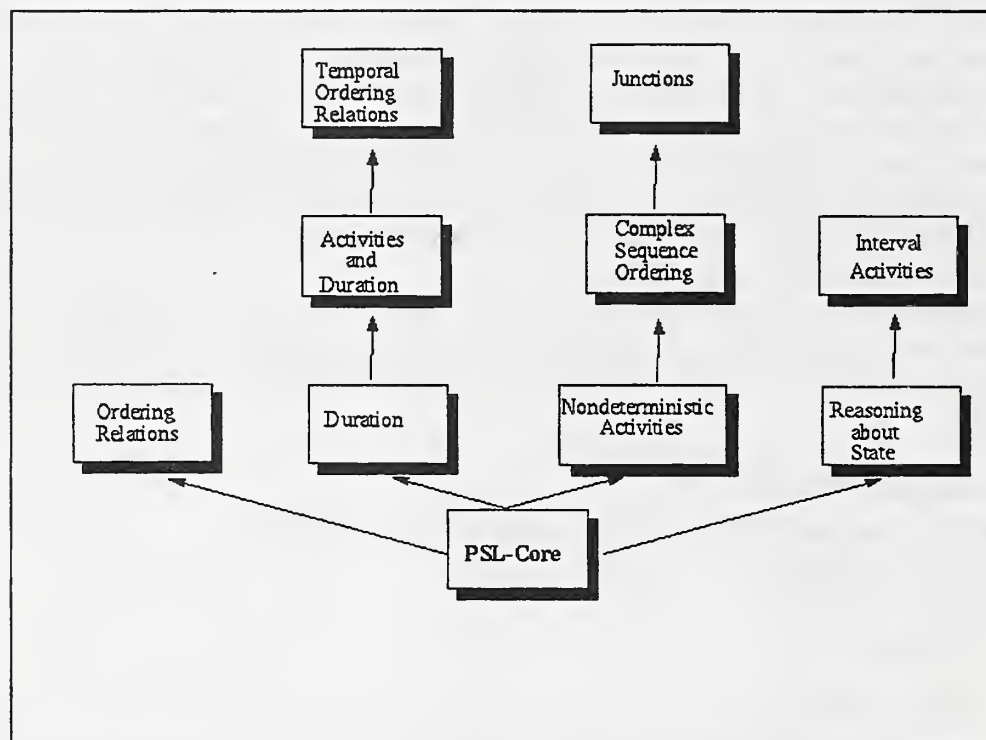 Temporal
Ordering
Relations
Junctions
Activities
and
Duration
Complex
Sequence
Ordering
Interval
Activities
Ordering
Relations
Duration
Nondeterministic
Activities
Reasoning
about
State
PSL-Core